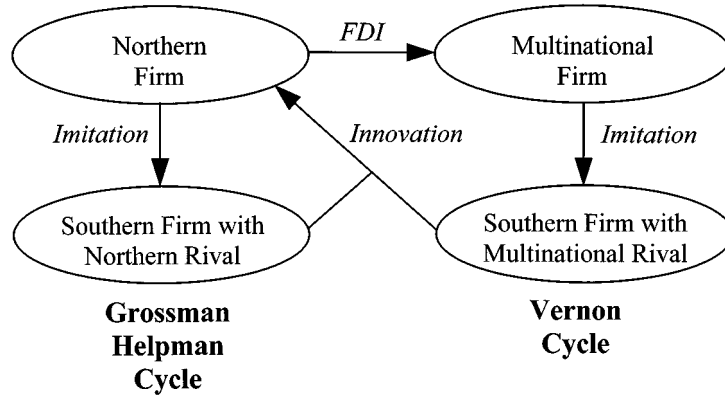 Northern
Firm
FDI
Multinational
Firm
Imitation
Innovation
Imitation
Southern Firm with
Northern Rival
Southern Firm with
Multinational Rival
Grossman
Helpman
Cycle
Vernon
Cycle